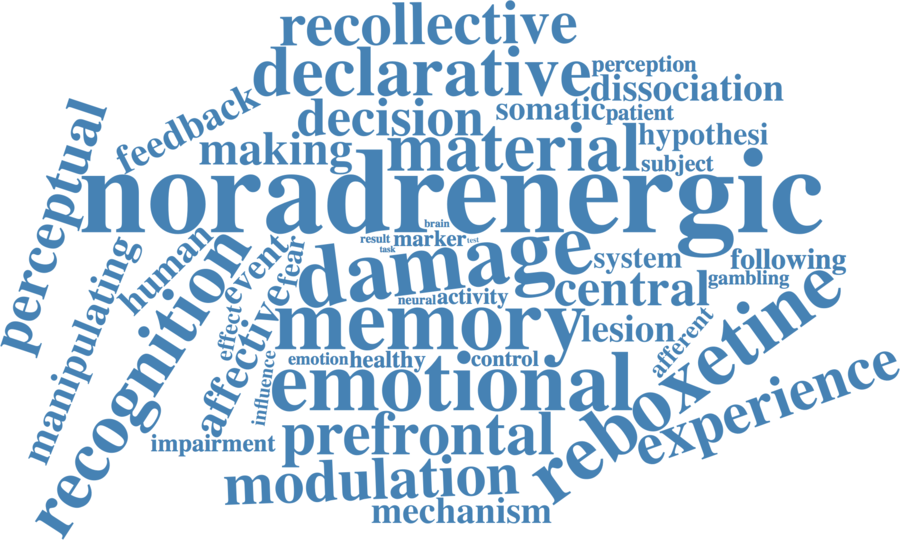 recollective
declarative
perception
dissociation
feedback
decision
somatic
patient
making
material
hypothesi
subject
perceptual
noradrenergic
brain
result
marker
test
task
human
event
fear
damage
system
following
manipulating
recognition
effect
affective
neural
activity
central
gambling
memory
lesion
afferent
reboxetine
emotion
healthy
control
influence
emotional
experience
impairment
prefrontal
modulation
mechanism